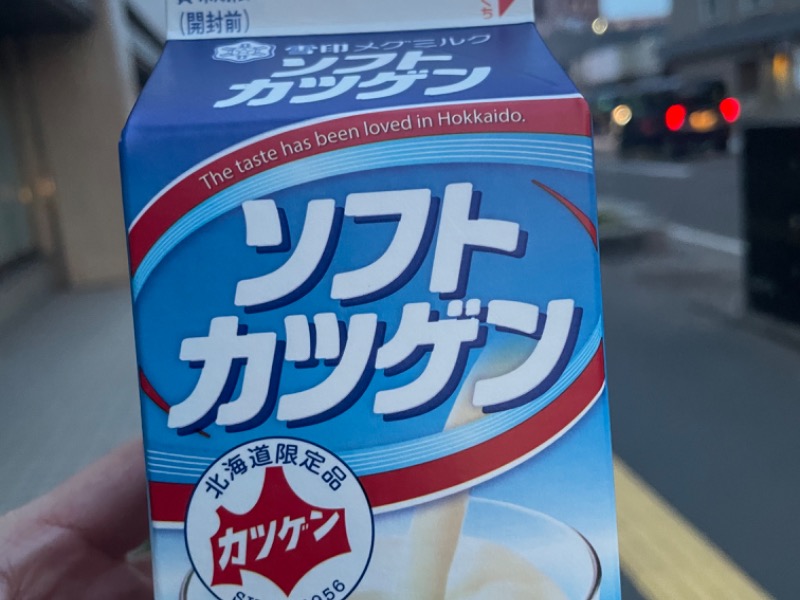 (開封前)
雪印メグミルク
ソフト
カツゲン
The taste has been loved in Hokkaido.
ソフト
カツゲン
北海道限定品
カツゲン